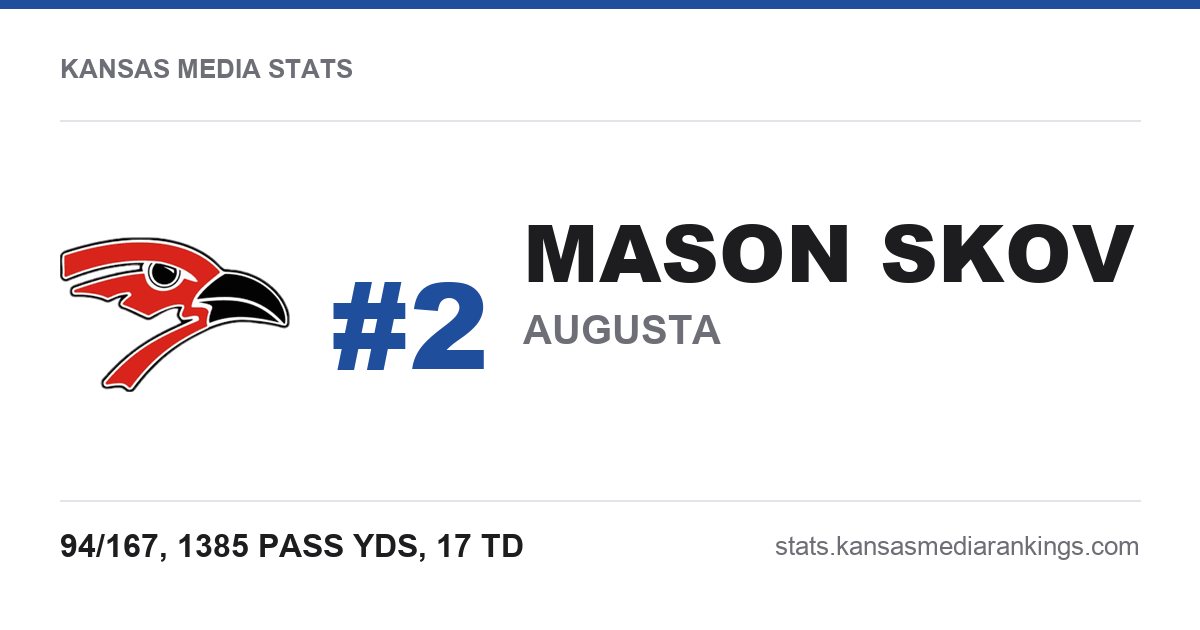 KANSAS MEDIA STATS
#2
MASON SKOV
AUGUSTA
94/167, 1385 PASS YDS, 17 TD
stats.kansasmediarankings.com